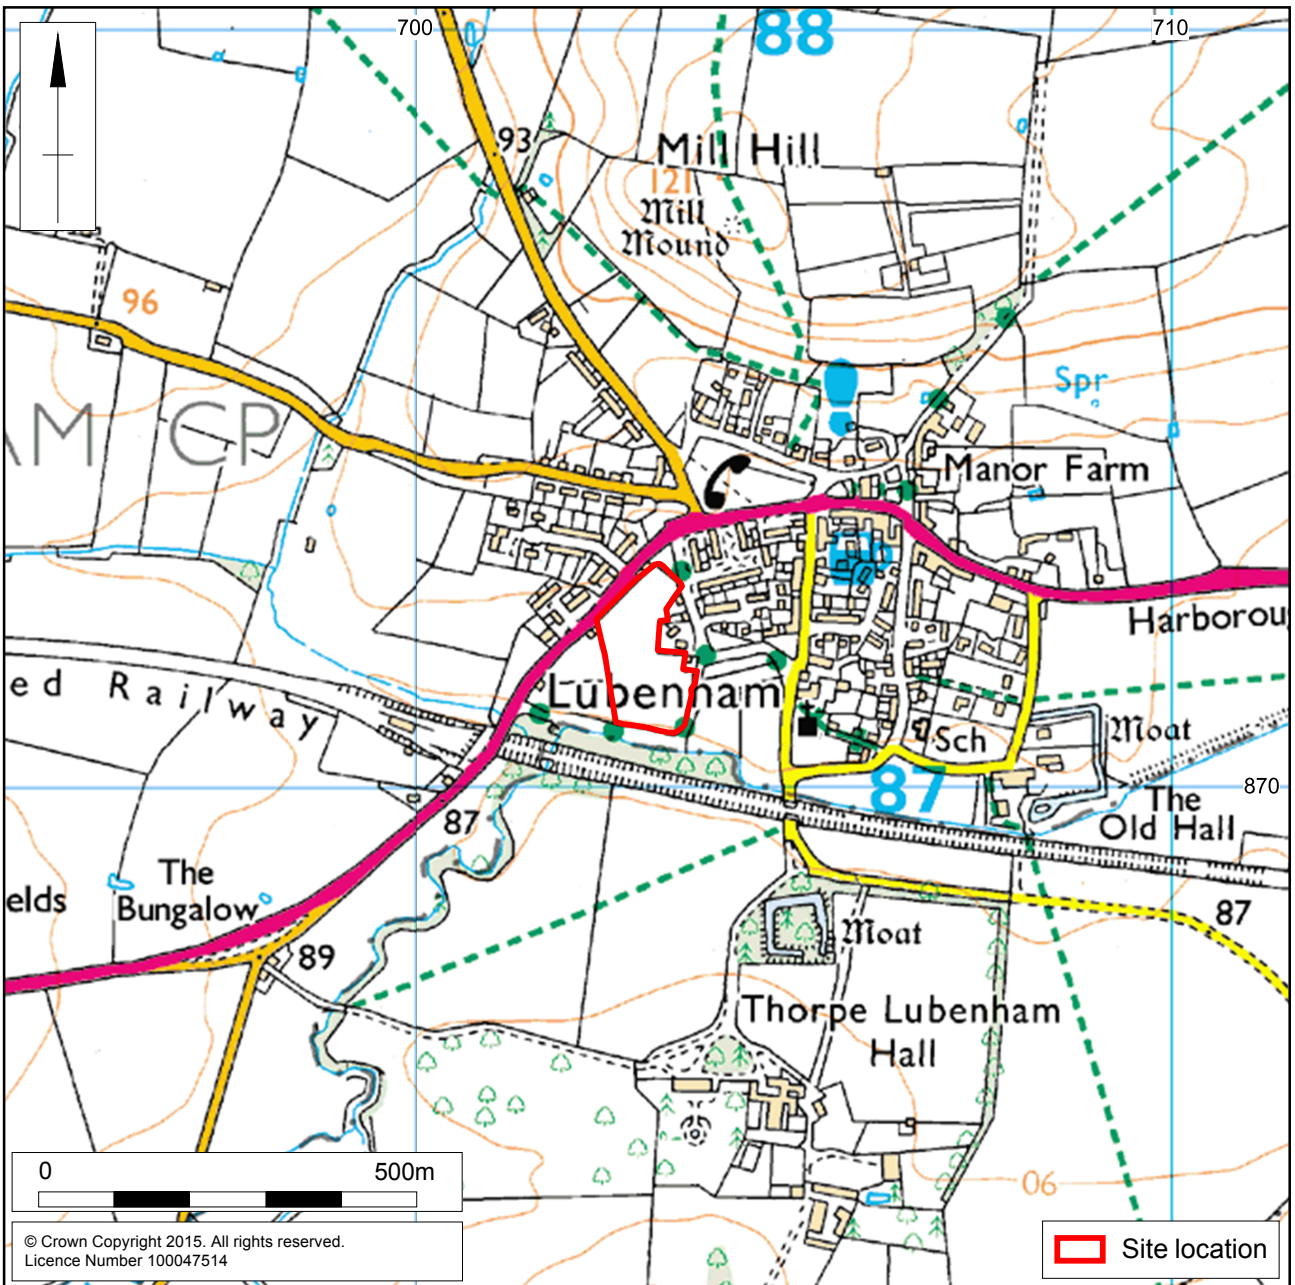 700
88
710
93
Mill Hill
121
Mill
Mound
96
Spr
AM CP
Manor Farm
Harborou
ed Railway
Lubenham
Sch
Moat
87
870
The
Old Hall
87
The
Bungalow
elds
87
Moat
89
Thorpe Lubenham
Hall
90
0 500m
© Crown Copyright 2015. All rights reserved.
Licence Number 100047514
Site location